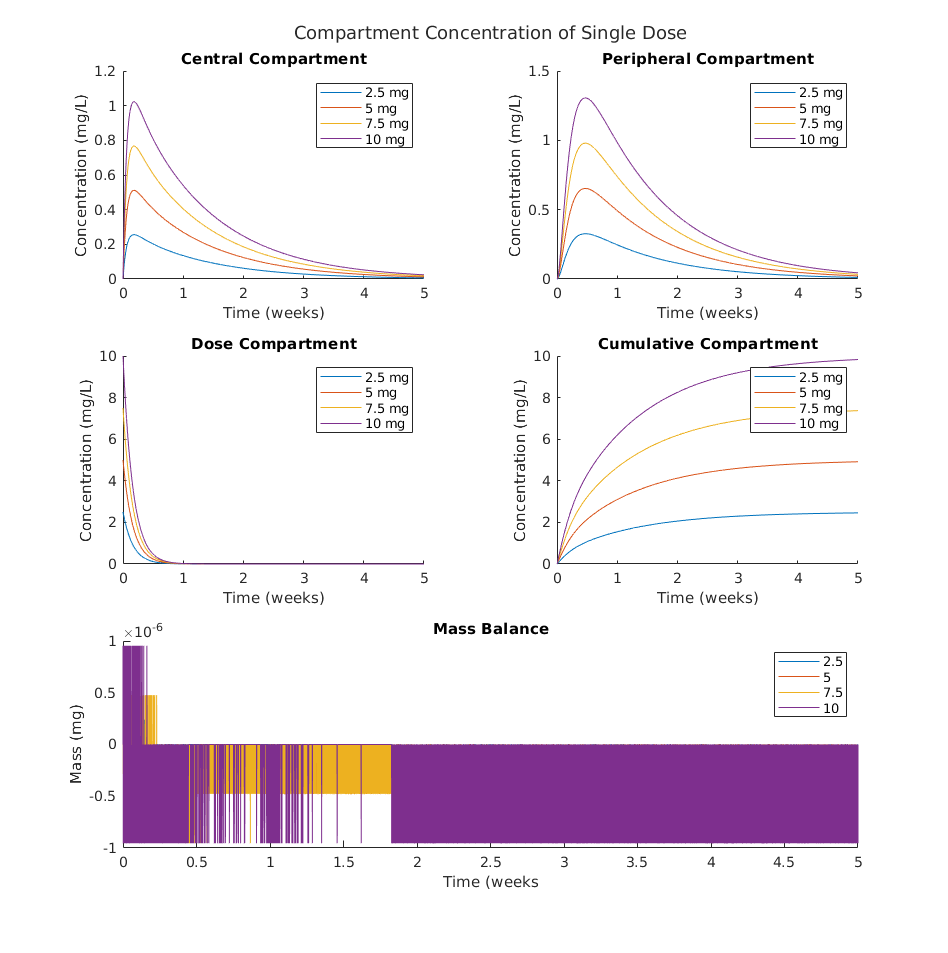 Compartment Concentration of Single Dose
Central Compartment
Concentration (mg/L)
1.2
1
0.8
0.6
0.4
0.2
0
0 1 2 3 4 5
Time (weeks)
2.5 mg
5 mg
7.5 mg
10 mg
Peripheral Compartment
Concentration (mg/L)
1.5
1
0.5
0
0 1 2 3 4 5
Time (weeks)
2.5 mg
5 mg
7.5 mg
10 mg
Dose Compartment
Concentration (mg/L)
10
8
6
4
2
0
0 1 2 3 4 5
Time (weeks)
2.5 mg
5 mg
7.5 mg
10 mg
Cumulative Compartment
Concentration (mg/L)
10
8
6
4
2
0
0 1 2 3 4 5
Time (weeks)
2.5 mg
5 mg
7.5 mg
10 mg
Mass Balance
×10-6
Mass (mg)
1
0.5
0
-0.5
-1
0 0.5 1 1.5 2 2.5 3 3.5 4 4.5 5
Time (weeks
2.5
5
7.5
10